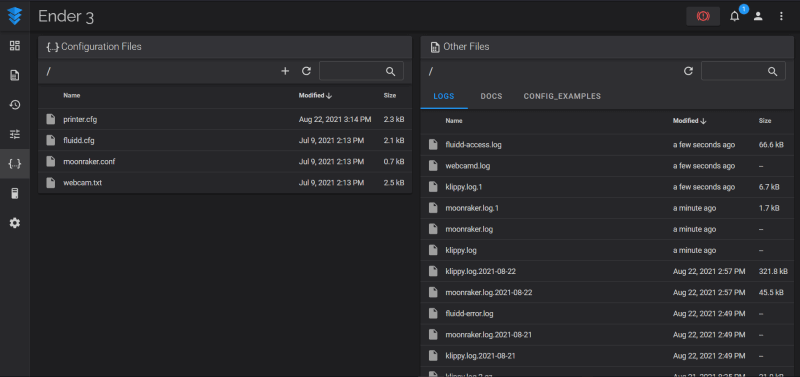 Ender 3
1
{..} Configuration Files
/
Name Modified Size
printer.cfg Aug 22, 2021 3:14 PM 2.3 kB
fluidd.cfg Jul 9, 2021 2:13 PM 2.1 kB
moonraker.conf Jul 9, 2021 2:13 PM 0.7 kB
webcam.txt Jul 9, 2021 2:13 PM 2.5 kB
Other Files
/
LOGS DOCS CONFIG_EXAMPLES
Name Modified Size
fluidd-access.log a few seconds ago 66.6 kB
webcamd.log a few seconds ago --
klippy.log.1 a few seconds ago 6.7 kB
moonraker.log.1 a minute ago 1.7 kB
moonraker.log a minute ago --
klippy.log a minute ago --
klippy.log.2021-08-22 Aug 22, 2021 2:57 PM 321.8 kB
moonraker.log.2021-08-22 Aug 22, 2021 2:57 PM 45.5 kB
fluidd-error.log Aug 22, 2021 2:49 PM --
moonraker.log.2021-08-21 Aug 22, 2021 2:49 PM --
klippy.log.2021-08-21 Aug 22, 2021 2:49 PM --